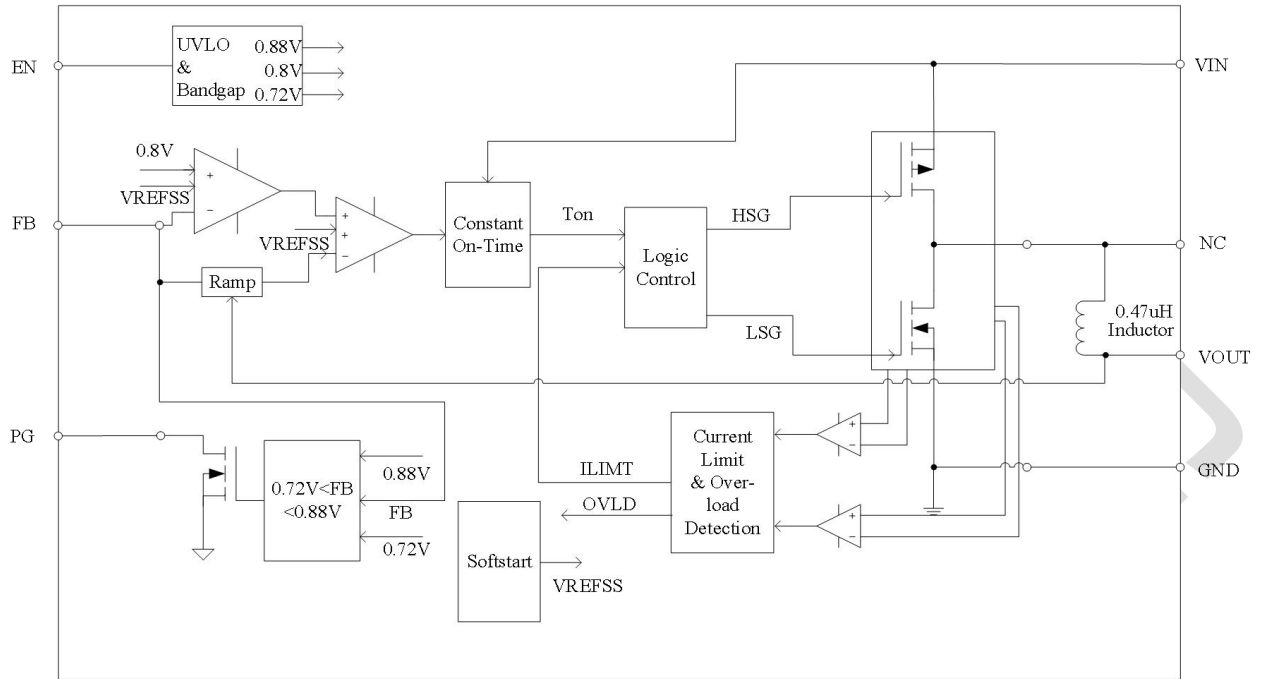 EN
UVLO
&
Bandgap
0.88V
0.8V
0.72V
VIN
0.8V
+
VREFSS
−
FB
+
+
−
VREFSS
Ramp
Constant
On-Time
Ton
Logic
Control
HSG
LSG
NC
0.47uH
Inductor
VOUT
PG
0.72V<FB
<0.88V
0.88V
FB
0.72V
ILIMT
OVLD
Softstart
VREFSS
Current
Limit
& Over-
load
Detection
+
−
+
−
GND